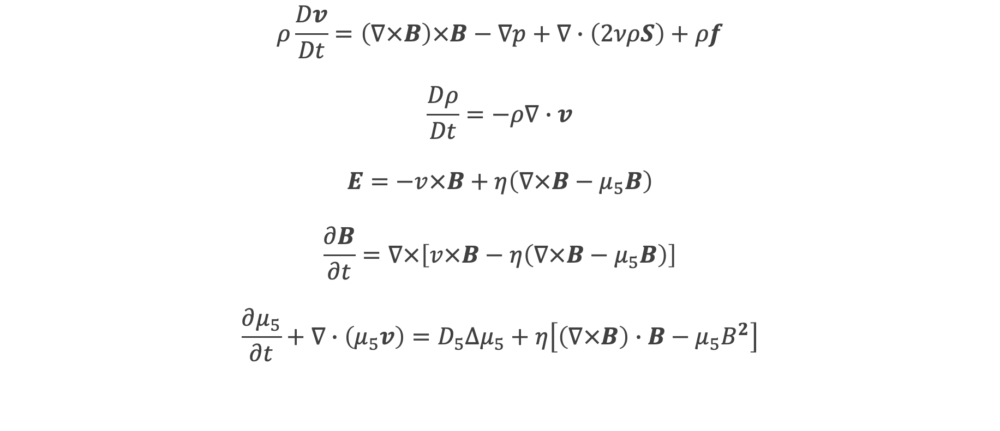 ρ D𝒗/Dt = (∇×𝑩)×𝑩 − ∇p + ∇ · (2νρ𝑺) + ρ𝒇
Dρ/Dt = −ρ∇ · 𝒗
𝑬 = −v×𝑩 + η(∇×𝑩 − μ₅𝑩)
∂𝑩/∂t = ∇×[v×𝑩 − η(∇×𝑩 − μ₅𝑩)]
∂μ₅/∂t + ∇ · (μ₅𝒗) = D₅Δμ₅ + η[(∇×𝑩) · 𝑩 − μ₅B²]